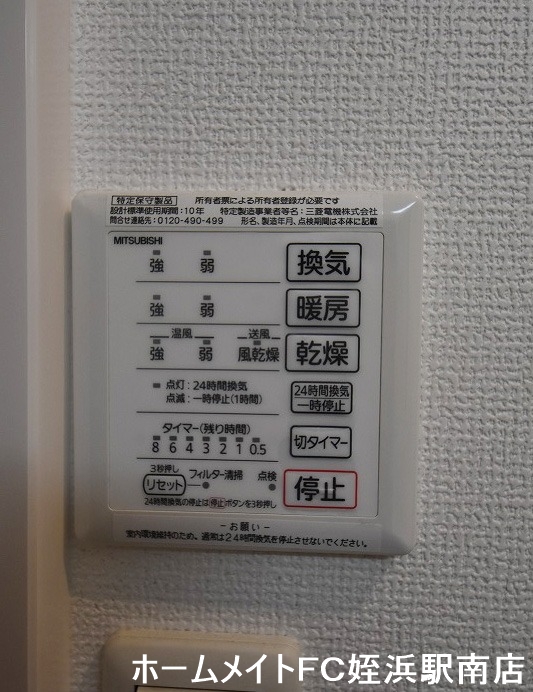 特定保守製品 所有者票による所有者登録が必要です
設計標準使用期間:10年 特定製造事業者等名:三菱電機株式会社
問合せ連絡先:0120-490-499 形名、製造年月、点検期間は本体に記載
MITSUBISHI
強 弱 換気
強 弱 暖房
温風 送風
強 弱 風乾燥 乾燥
点灯:24時間換気
点滅:一時停止(1時間)
24時間換気
一時停止
タイマー(残り時間)
8 6 4 3 2 1 0.5
切タイマー
3秒押し
リセット フィルター清掃 点検
停止
24時間換気の停止は停止ボタンを3秒押し
-お願い-
室内環境維持のため、通常は24時間換気を停止させないでください。
ホームメイトFC姪浜駅南店